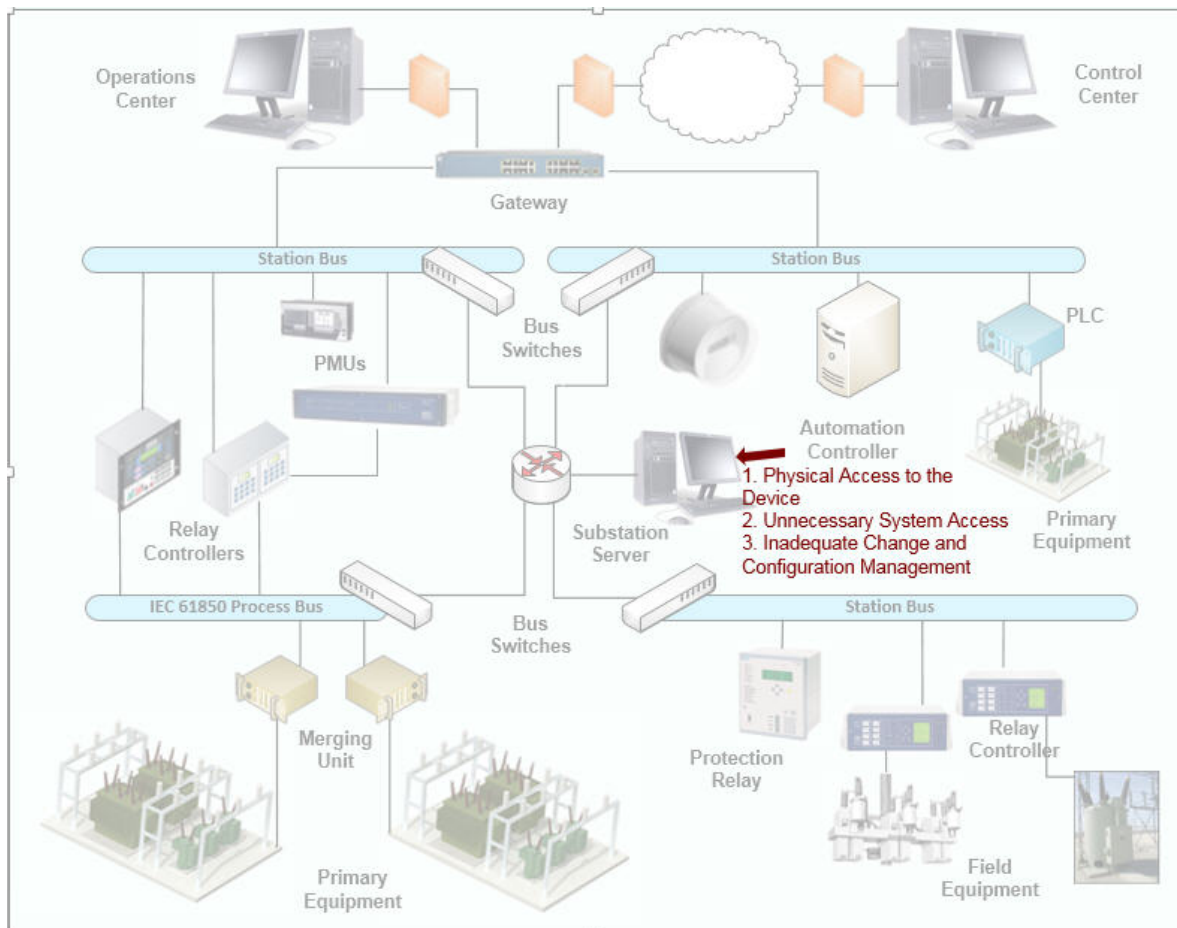 Operations
Center
Control
Center
Gateway
Station Bus
Station Bus
Bus
Switches
PMUs
PLC
Automation
Controller
1. Physical Access to the
Device
2. Unnecessary System Access
3. Inadequate Change and
Configuration Management
Relay
Controllers
Substation
Server
Primary
Equipment
IEC 61850 Process Bus
Bus
Switches
Station Bus
Merging
Unit
Protection
Relay
Relay
Controller
Primary
Equipment
Field
Equipment